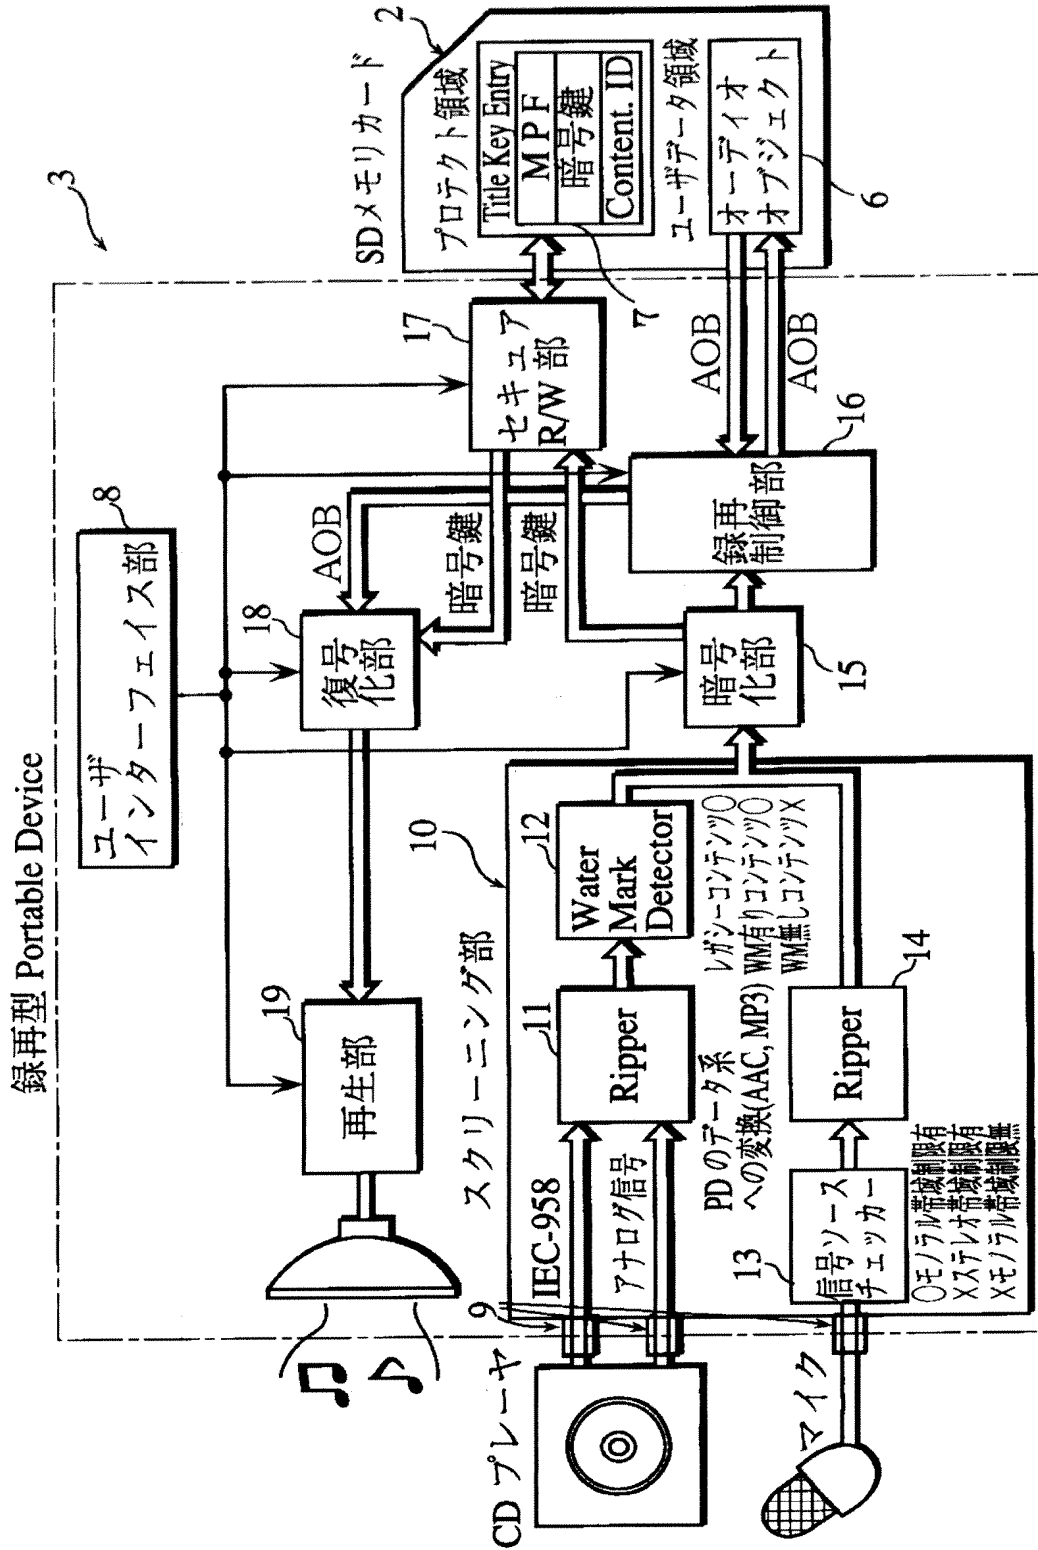 録再型 Portable Device
3
ユーザ
インターフェイス部
8
SDメモリカード
2
プロテクト領域
Title Key Entry
MPF
暗号鍵
Content. ID
7
ユーザデータ領域
オーディオ
オブジェクト
6
17
セキュア
R/W部
AOB
AOB
16
録再
制御部
AOB
暗号鍵
暗号鍵
18
復号
化部
暗号
化部
15
19
再生部
スクリーニング部
10
12
Water
Mark
Detector
レガシーコンテンツ○
WM有りコンテンツ○
WM無しコンテンツ×
11
Ripper
PDのデータ系
への変換(AAC, MP3)
14
Ripper
IEC-958
アナログ信号
13
信号ソース
チェッカー
○モノラル帯域制限有
×ステレオ帯域制限有
×モノラル帯域制限無
9
CDプレーヤ
マイク